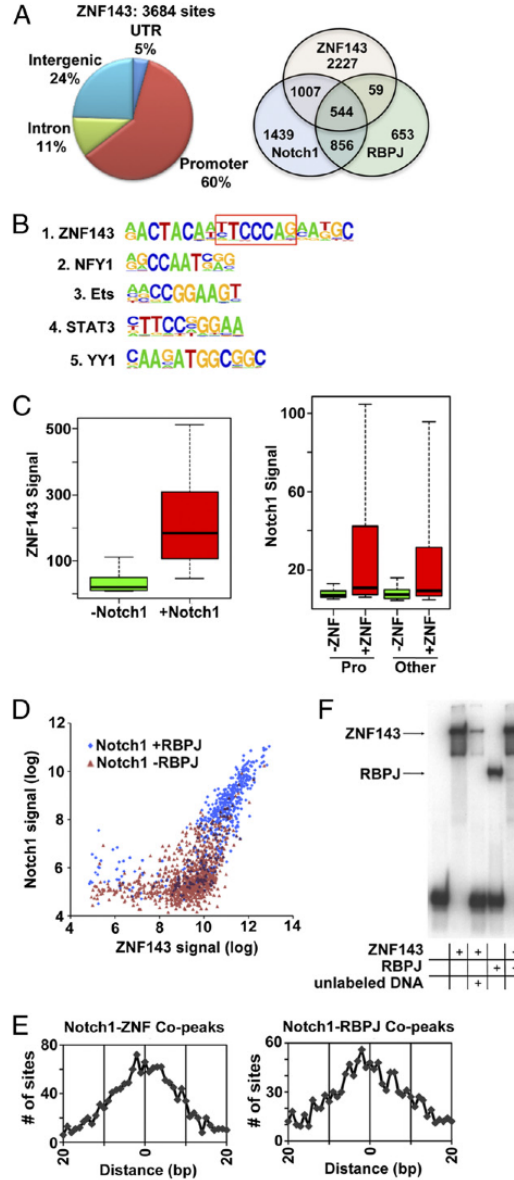 A
ZNF143: 3684 sites
UTR
5%
Intergenic
24%
Intron
11%
Promoter
60%
ZNF143
2227
1007
59
544
1439
Notch1
856
653
RBPJ
B
1. ZNF143
2. NFY1
GCCAATCGG
3. Ets
ACCGGAAGT
4. STAT3
CTTCCGGGAA
5. YY1
CAAGATGGCGGC
C
ZNF143 Signal
500
300
100
-Notch1 +Notch1
Notch1 Signal
100
60
20
-ZNF
+ZNF
-ZNF
+ZNF
Pro
Other
D
Notch1 +RBPJ
Notch1 -RBPJ
Notch1 signal (log)
12
10
8
6
4
4 6 8 10 12 14
ZNF143 signal (log)
F
ZNF143
RBPJ
ZNF143 + + +
RBPJ + +
unlabeled DNA +
E
Notch1-ZNF Co-peaks
# of sites
80
40
0
20 0 20
Distance (bp)
Notch1-RBPJ Co-peaks
# of sites
60
30
0
20 0 20
Distance (bp)